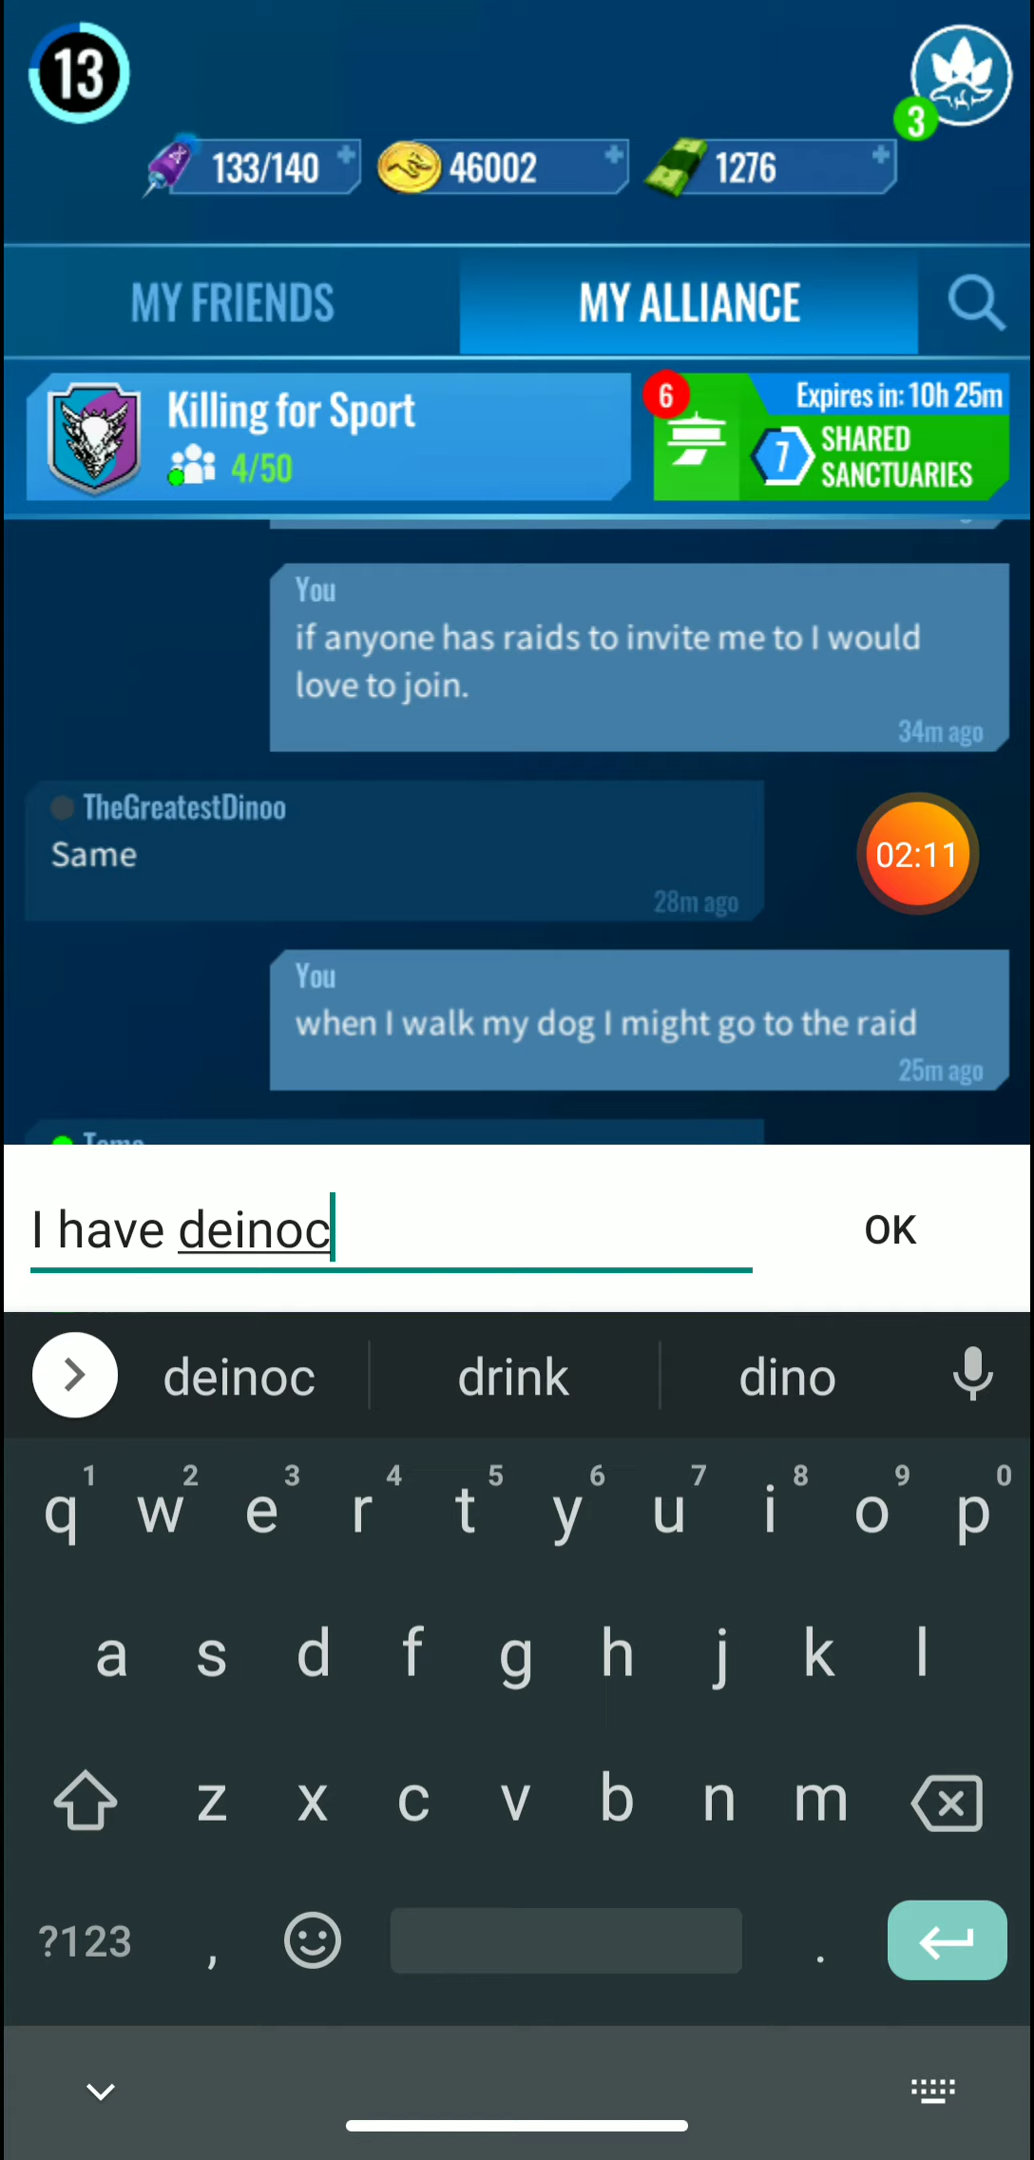 13
3
133/140
46002
1276
MY FRIENDS
MY ALLIANCE
Killing for Sport
4/50
6
Expires in: 10h 25m
7
SHARED
SANCTUARIES
You
if anyone has raids to invite me to I would
love to join.
34m ago
TheGreatestDinoo
Same
28m ago
02:11
You
when I walk my dog I might go to the raid
25m ago
I have deinoc
OK
deinoc drink dino
1 2 3 4 5 6 7 8 9 0
q w e r t y u i o p
a s d f g h j k l
z x c v b n m
?123 , .